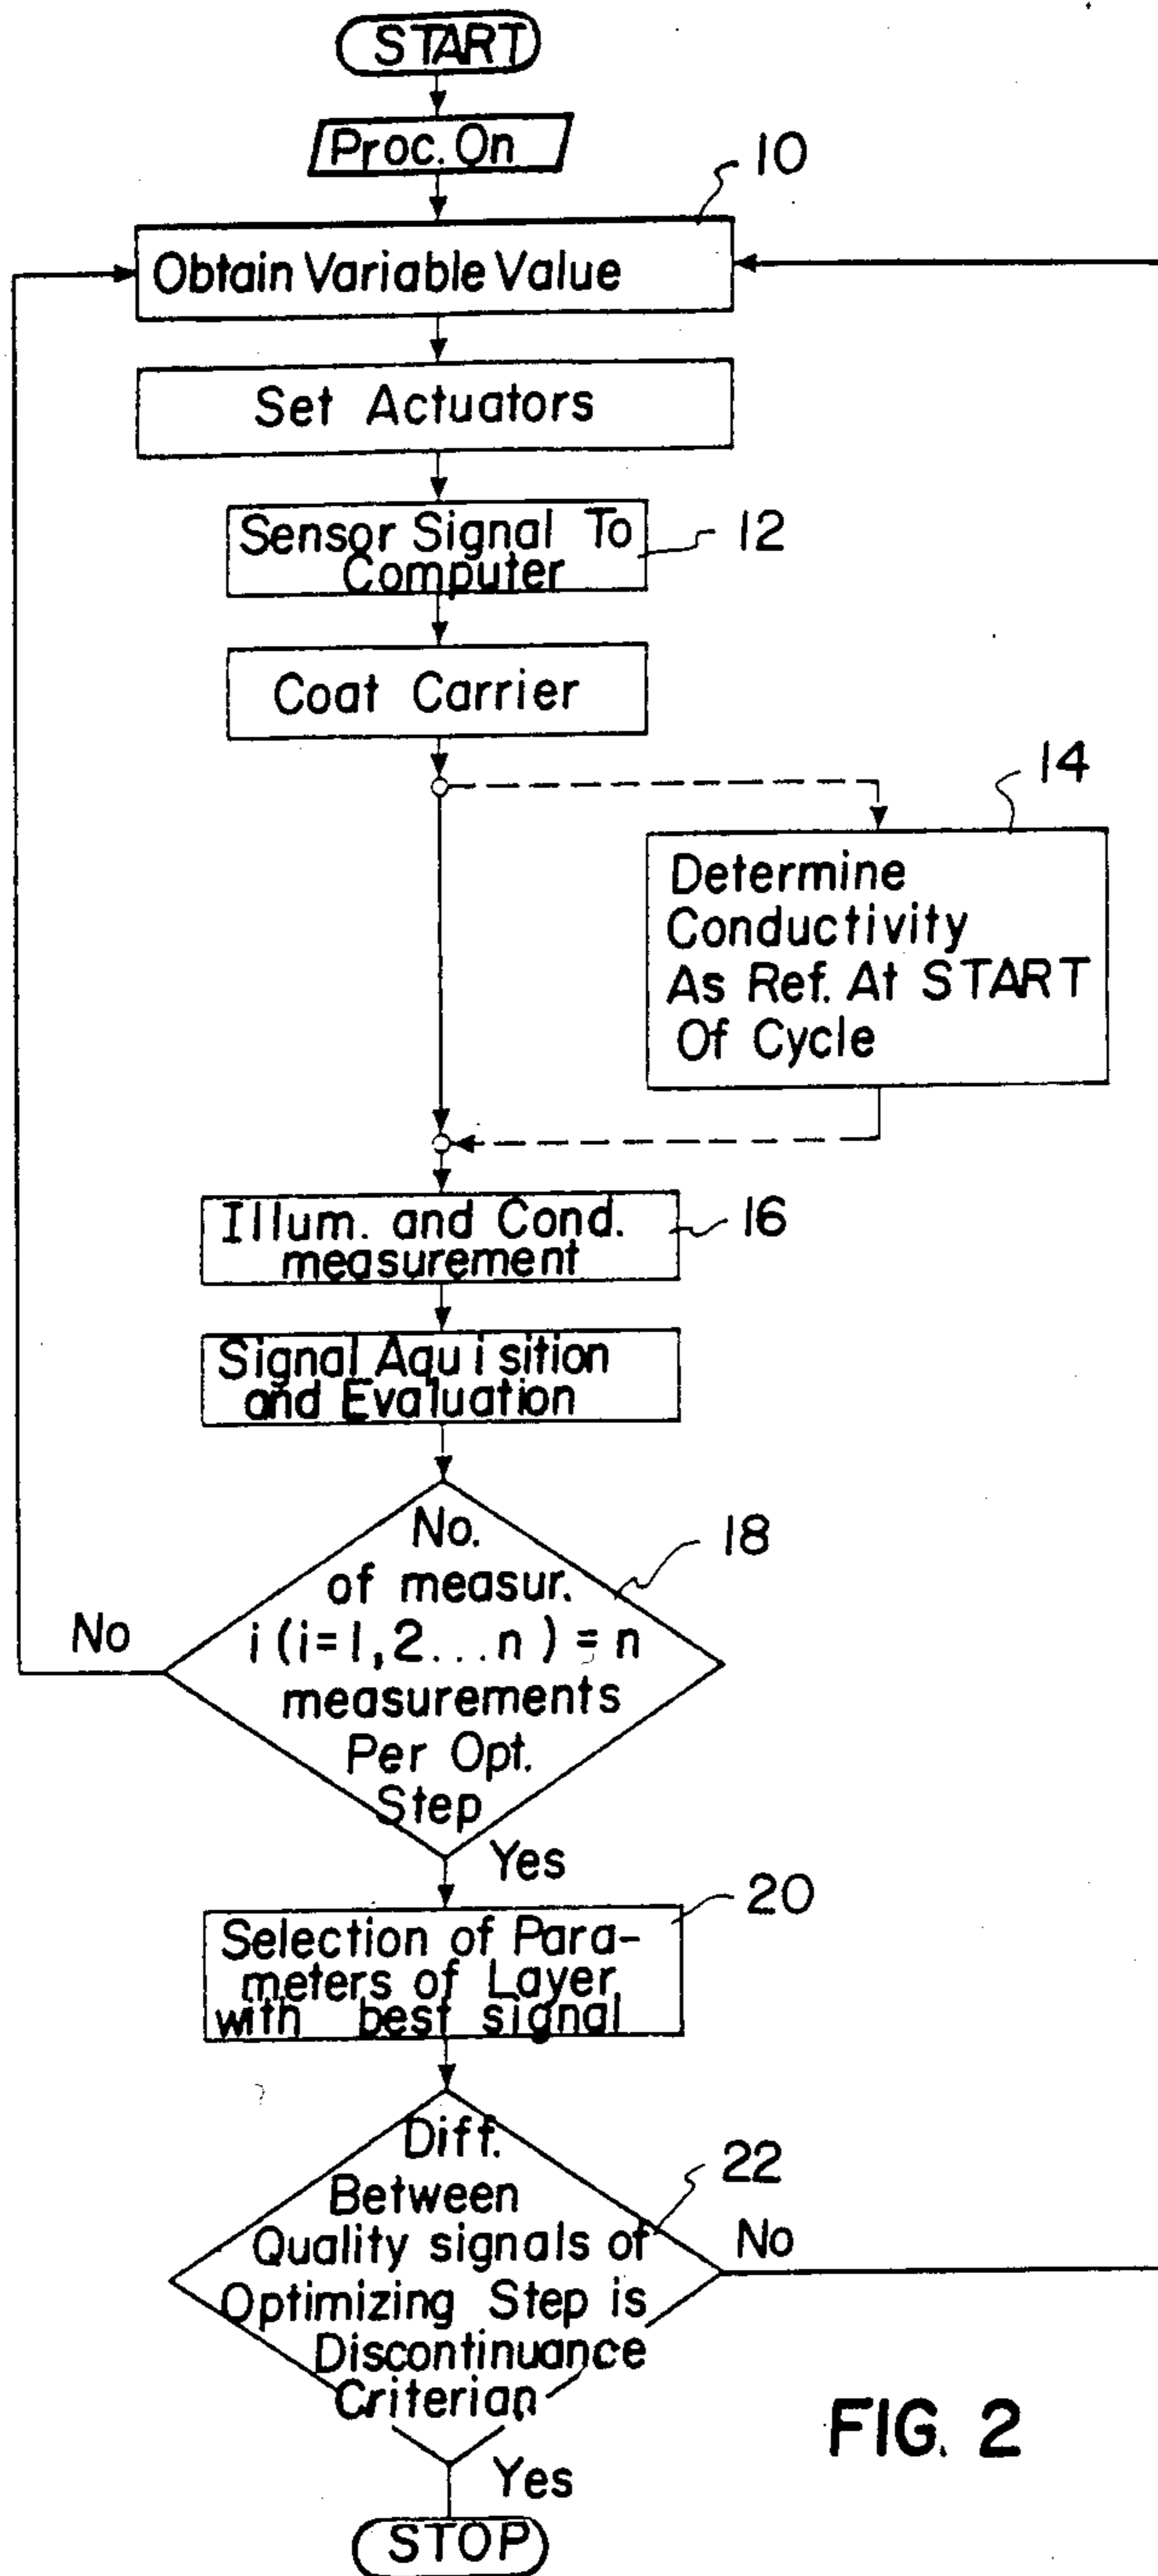 START
Proc. On
10
Obtain Variable Value
Set Actuators
Sensor Signal To
Computer
12
Coat Carrier
14
Determine
Conductivity
As Ref. At START
Of Cycle
Illum. and Cond.
measurement
16
Signal Aquisition
and Evaluation
No.
of measur.
i (i=1,2...n) = n
measurements
Per Opt.
Step
18
No
Yes
Selection of Para-
meters of Layer
with best signal
20
Diff.
Between
Quality signals of
Optimizing Step is
Discontinuance
Criterian
22
No
Yes
STOP
FIG. 2